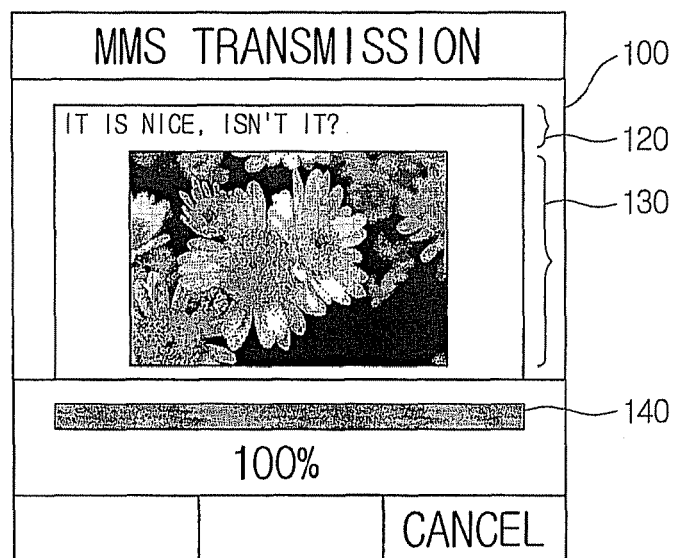 MMS TRANSMISSION
100
IT IS NICE, ISN'T IT?
120
130
140
100%
CANCEL